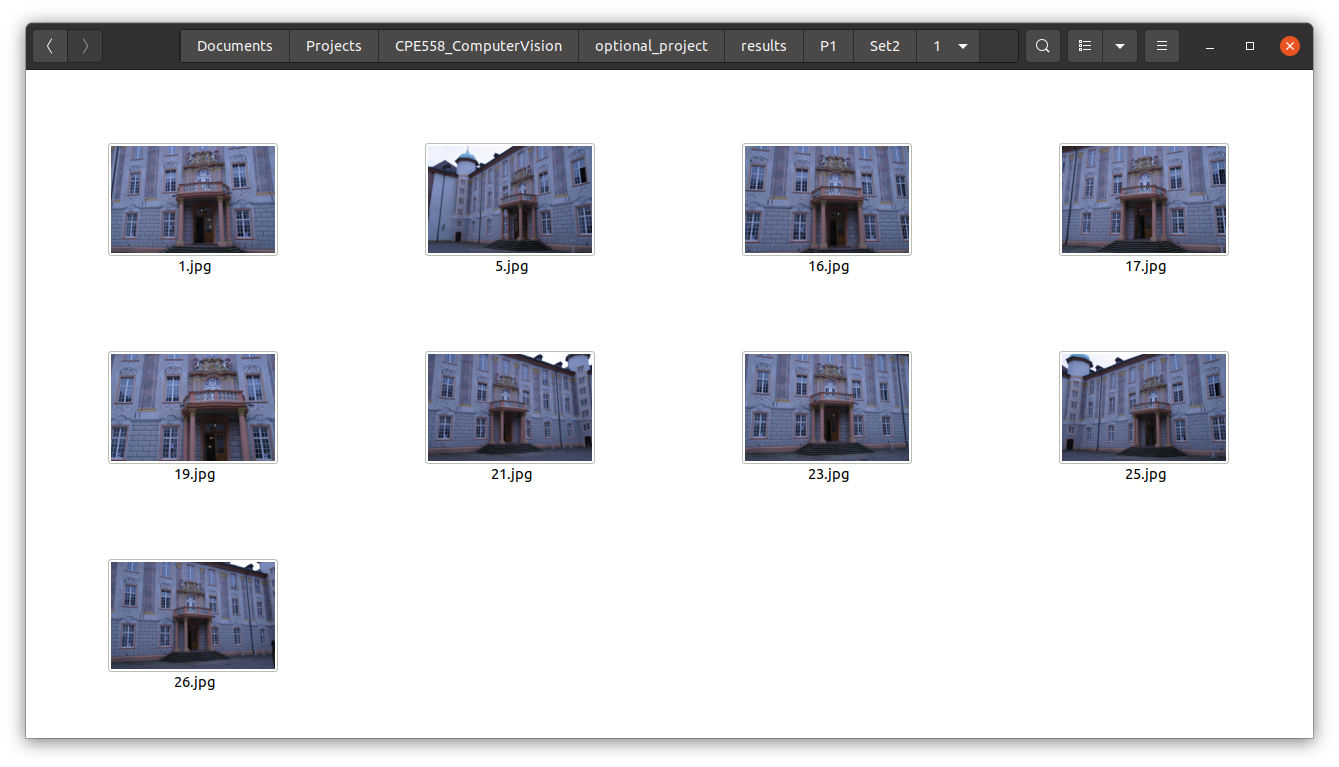 Documents Projects CPE558_ComputerVision optional_project results P1 Set2 1
1.jpg 5.jpg 16.jpg 17.jpg
19.jpg 21.jpg 23.jpg 25.jpg
26.jpg